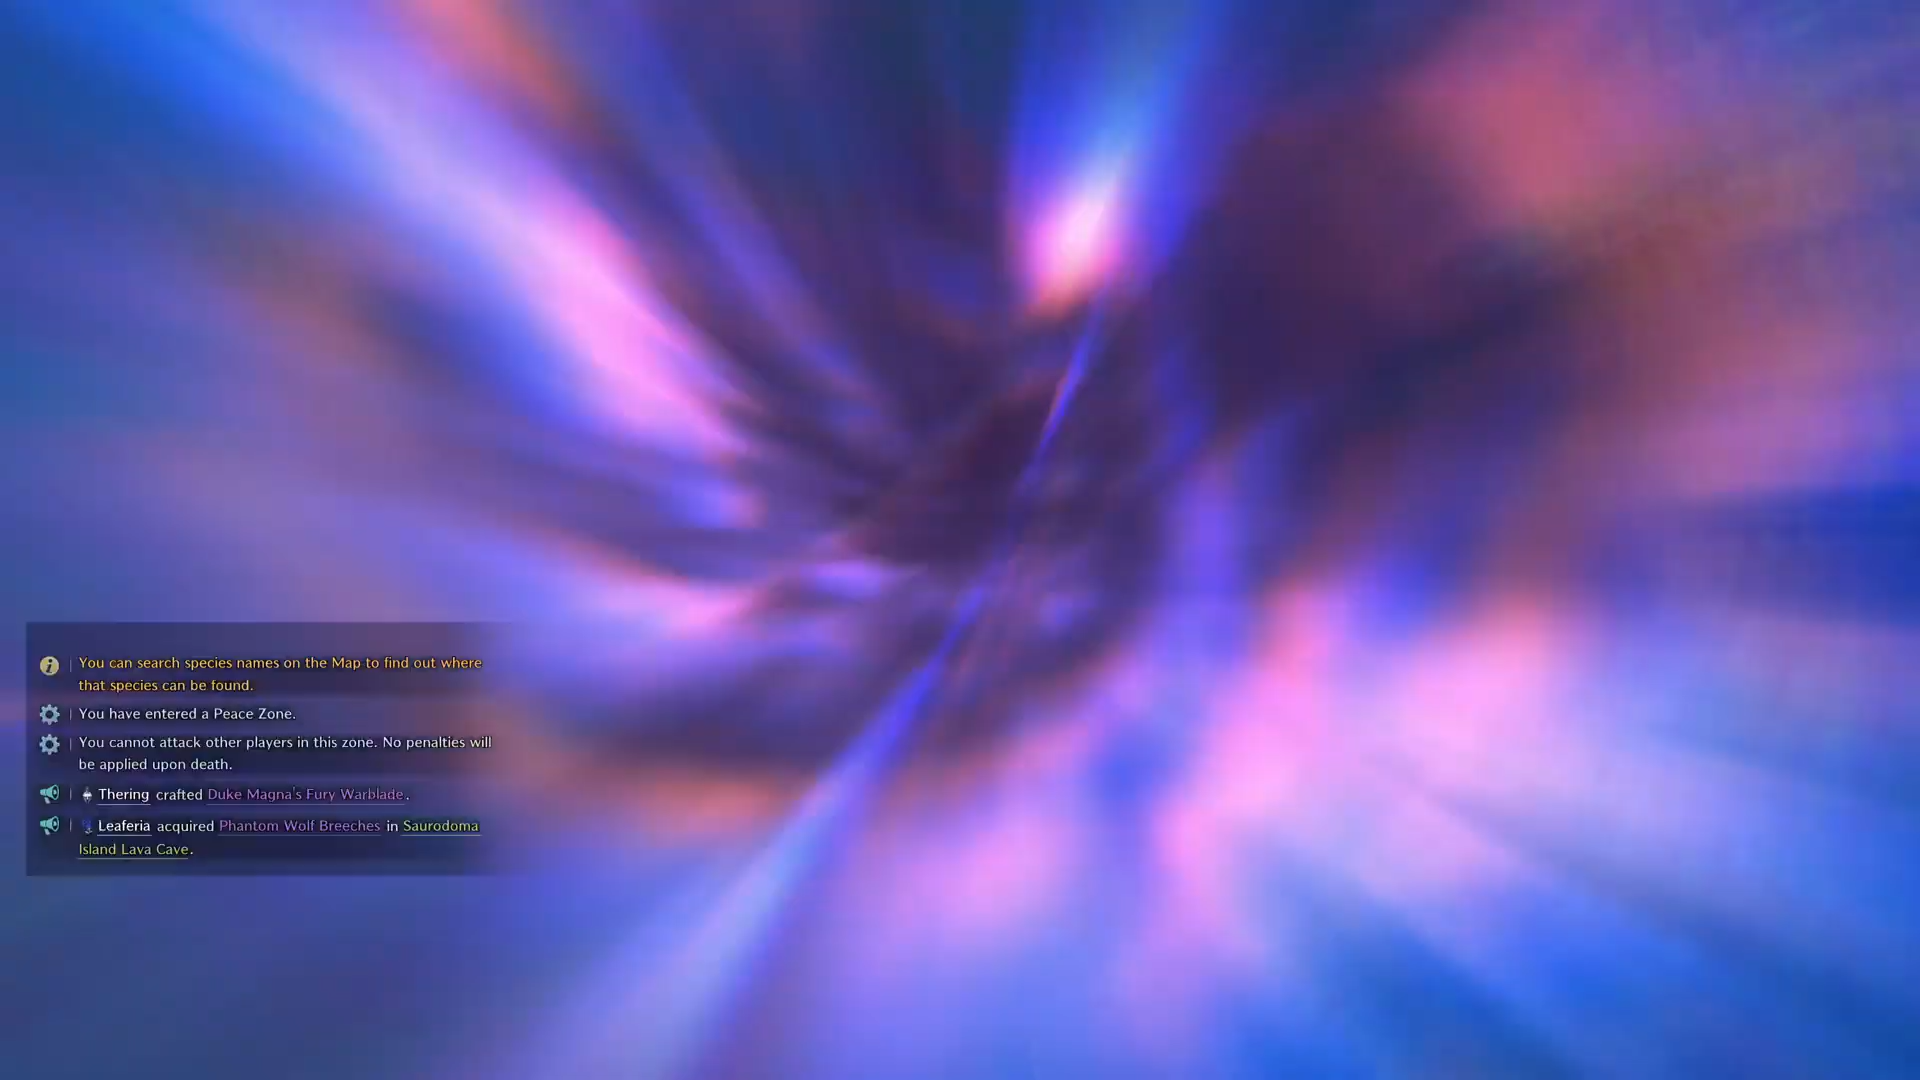 You can search species names on the Map to find out where
that species can be found.
You have entered a Peace Zone.
You cannot attack other players in this zone. No penalties will
be applied upon death.
Thering crafted Duke Magna's Fury Warblade.
Leaferia acquired Phantom Wolf Breeches in Saurodoma
Island Lava Cave.